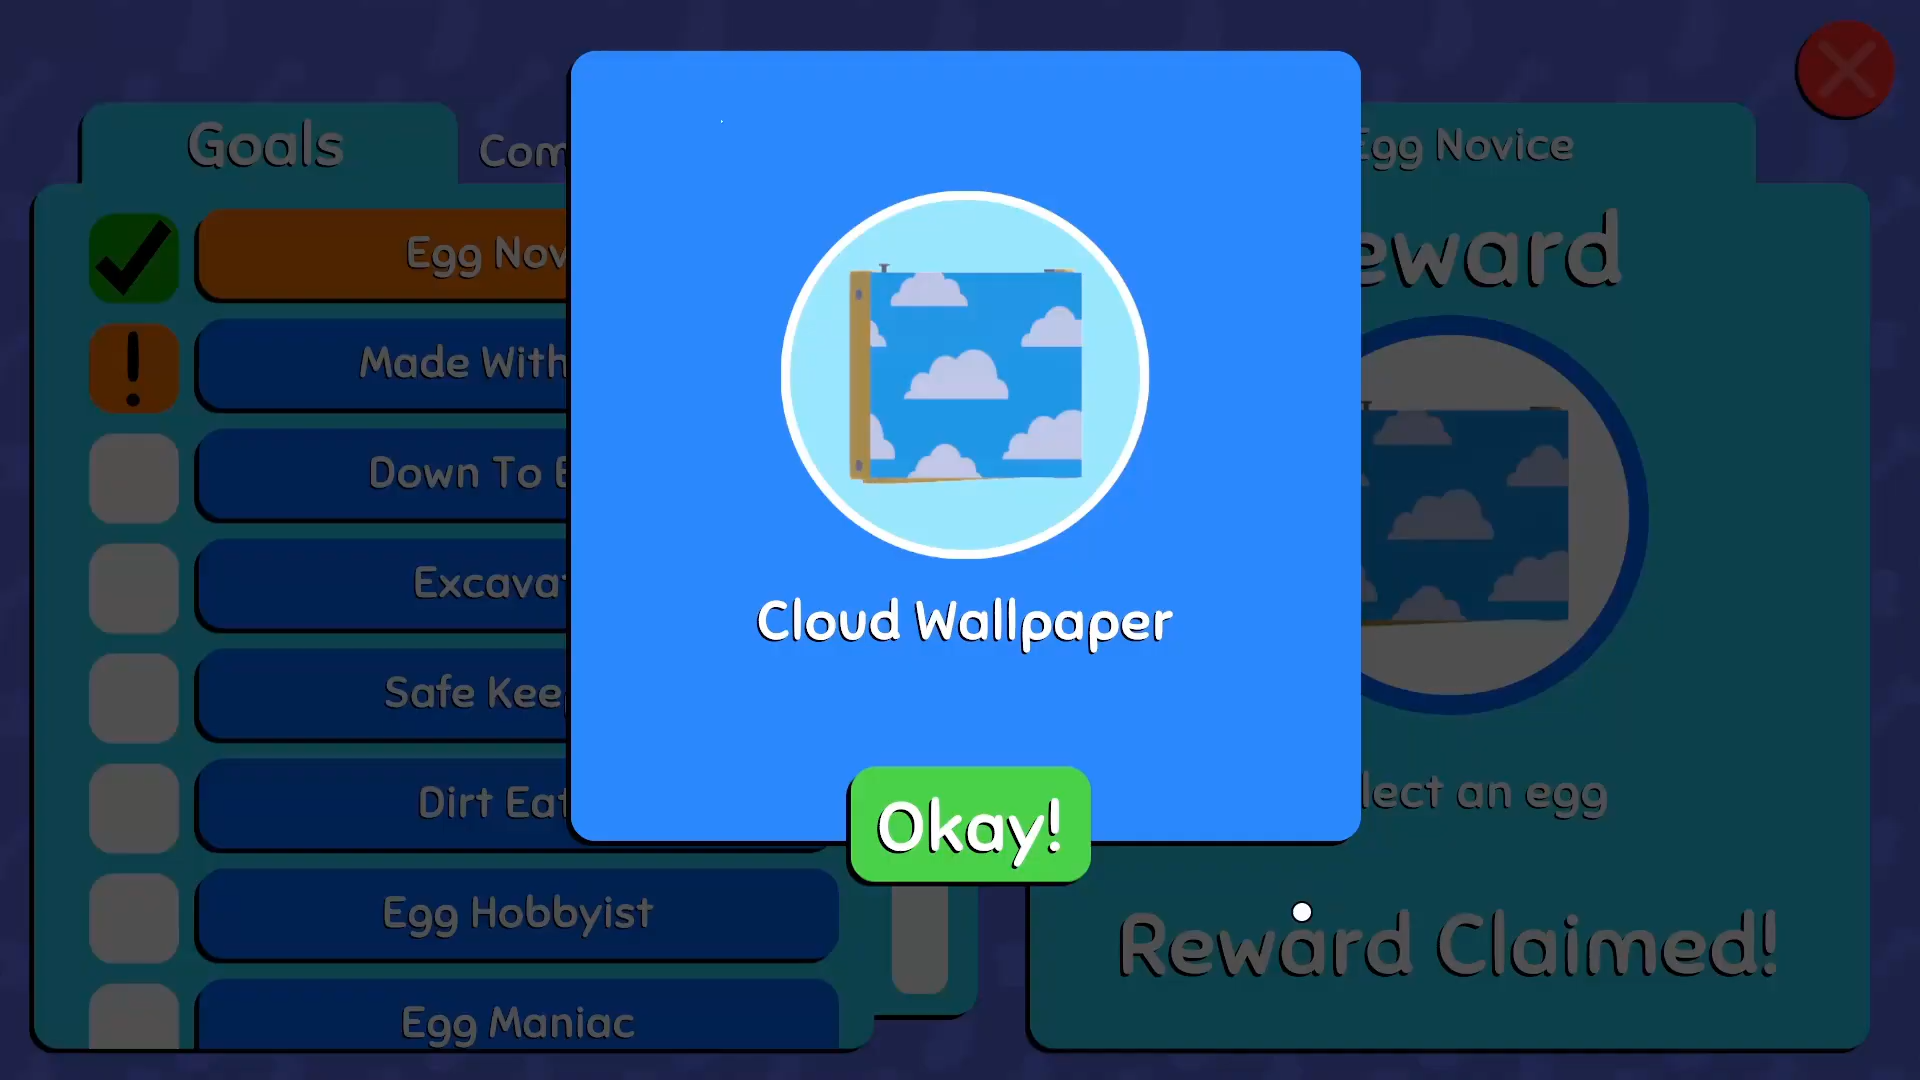 Goals
Com
Egg Novice
Egg Nov
eward
Made With
Down To E
Excavat
Cloud Wallpaper
Safe Kee
lect an egg
Dirt Eat
Okay!
Egg Hobbyist
Reward Claimed!
Egg Maniac